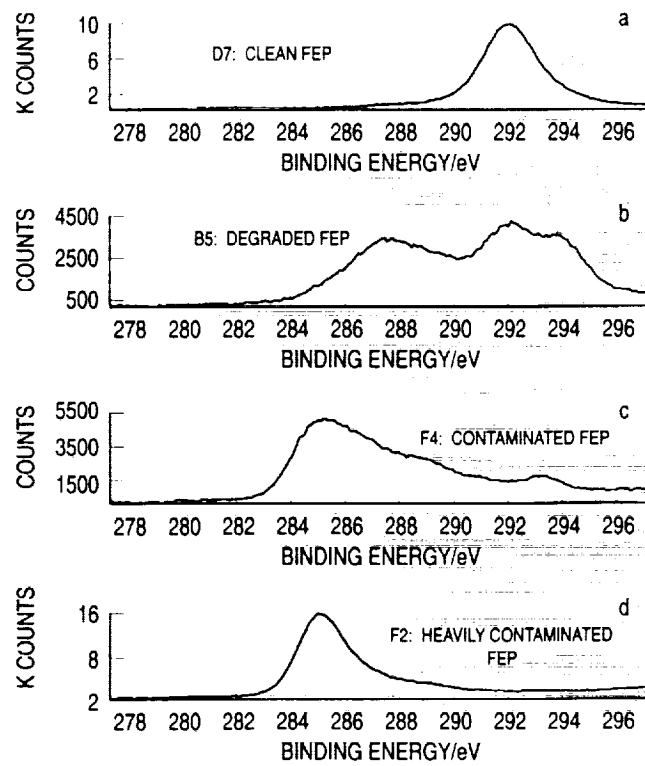 a
K COUNTS
10
6
2
D7: CLEAN FEP
278 280 282 284 286 288 290 292 294 296
BINDING ENERGY/eV
b
COUNTS
4500
2500
500
B5: DEGRADED FEP
278 280 282 284 286 288 290 292 294 296
BINDING ENERGY/eV
c
COUNTS
5500
3500
1500
F4: CONTAMINATED FEP
278 280 282 284 286 288 290 292 294 296
BINDING ENERGY/eV
d
K COUNTS
16
8
2
F2: HEAVILY CONTAMINATED
FEP
278 280 282 284 286 288 290 292 294 296
BINDING ENERGY/eV